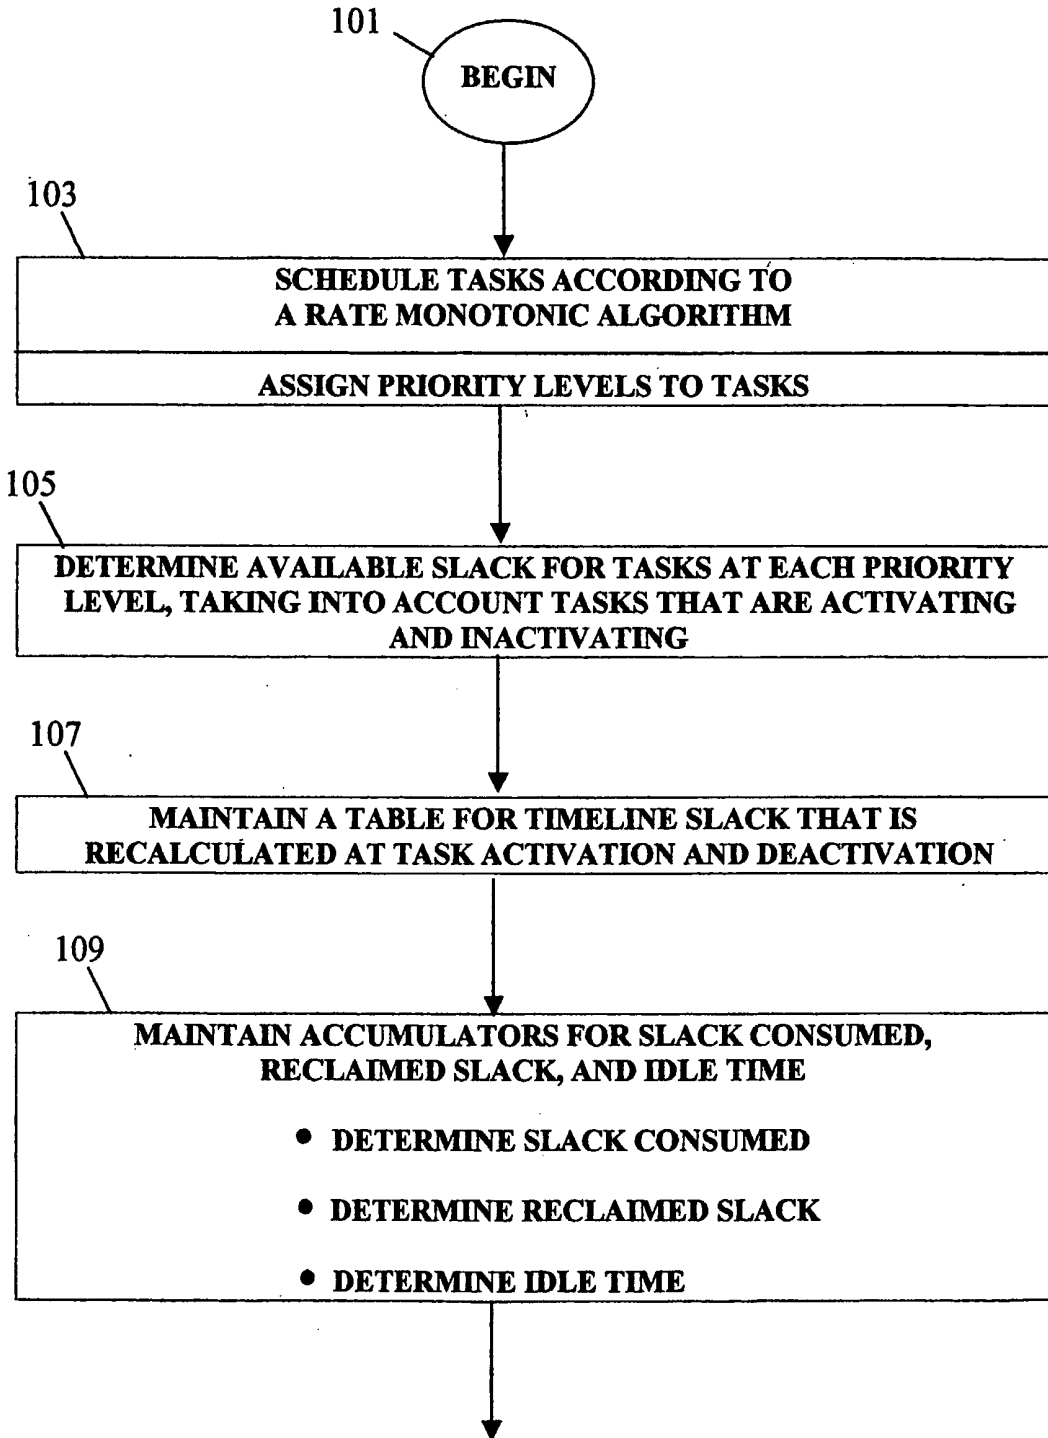 101
BEGIN
103
SCHEDULE TASKS ACCORDING TO
A RATE MONOTONIC ALGORITHM
ASSIGN PRIORITY LEVELS TO TASKS
105
DETERMINE AVAILABLE SLACK FOR TASKS AT EACH PRIORITY
LEVEL, TAKING INTO ACCOUNT TASKS THAT ARE ACTIVATING
AND INACTIVATING
107
MAINTAIN A TABLE FOR TIMELINE SLACK THAT IS
RECALCULATED AT TASK ACTIVATION AND DEACTIVATION
109
MAINTAIN ACCUMULATORS FOR SLACK CONSUMED,
RECLAIMED SLACK, AND IDLE TIME
• DETERMINE SLACK CONSUMED
• DETERMINE RECLAIMED SLACK
• DETERMINE IDLE TIME